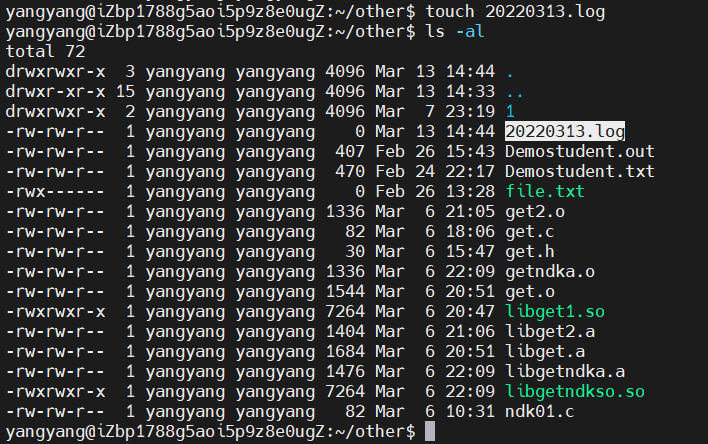 yangyang@iZbp1788g5aoi5p9z8e0ugZ:~/other$ touch 20220313.log
yangyang@iZbp1788g5aoi5p9z8e0ugZ:~/other$ ls -al
total 72
drwxrwxr-x  3 yangyang yangyang 4096 Mar 13 14:44 .
drwxr-xr-x 15 yangyang yangyang 4096 Mar 13 14:33 ..
drwxrwxr-x  2 yangyang yangyang 4096 Mar  7 23:19 1
-rw-rw-r--  1 yangyang yangyang    0 Mar 13 14:44 20220313.log
-rw-rw-r--  1 yangyang yangyang  407 Feb 26 15:43 Demostudent.out
-rw-rw-r--  1 yangyang yangyang  470 Feb 24 22:17 Demostudent.txt
-rwx------  1 yangyang yangyang    0 Feb 26 13:28 file.txt
-rw-rw-r--  1 yangyang yangyang 1336 Mar  6 21:05 get2.o
-rw-rw-r--  1 yangyang yangyang   82 Mar  6 18:06 get.c
-rw-rw-r--  1 yangyang yangyang   30 Mar  6 15:47 get.h
-rw-rw-r--  1 yangyang yangyang 1336 Mar  6 22:09 getndka.o
-rw-rw-r--  1 yangyang yangyang 1544 Mar  6 20:51 get.o
-rwxrwxr-x  1 yangyang yangyang 7264 Mar  6 20:47 libget1.so
-rw-rw-r--  1 yangyang yangyang 1404 Mar  6 21:06 libget2.a
-rw-rw-r--  1 yangyang yangyang 1684 Mar  6 20:51 libget.a
-rw-rw-r--  1 yangyang yangyang 1476 Mar  6 22:09 libgetndka.a
-rwxrwxr-x  1 yangyang yangyang 7264 Mar  6 22:09 libgetndkso.so
-rw-rw-r--  1 yangyang yangyang   82 Mar  6 10:31 ndk01.c
yangyang@iZbp1788g5aoi5p9z8e0ugZ:~/other$